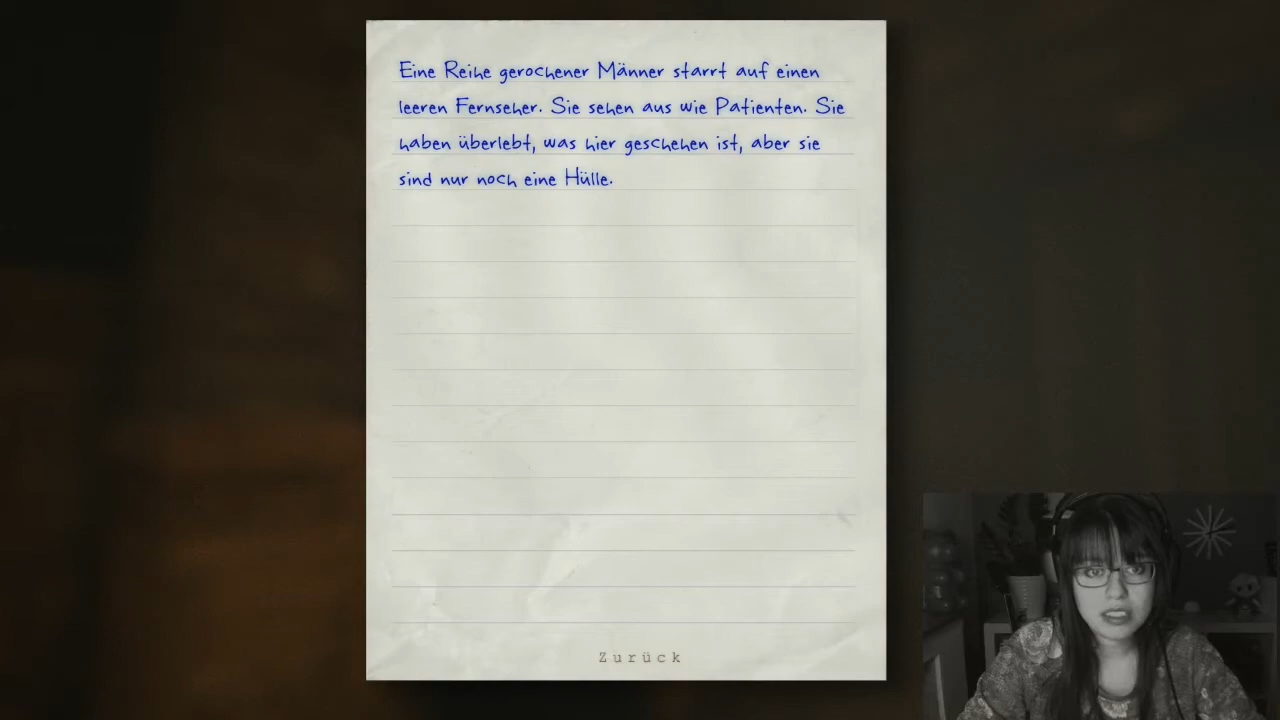 Eine Reihe gerochener Männer starrt auf einen
leeren Fernseher. Sie sehen aus wie Patienten. Sie
haben überlebt, was hier geschehen ist, aber sie
sind nur noch eine Hülle.
Zurück